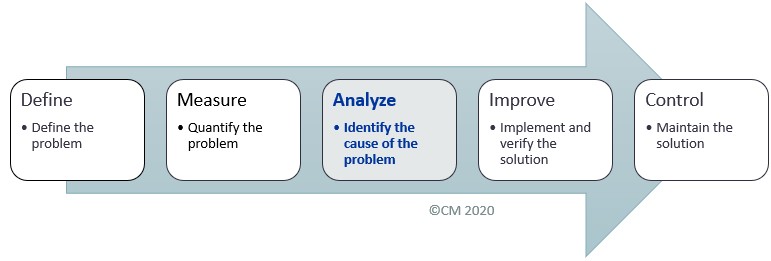 Define
• Define the
problem
Measure
• Quantify the
problem
Analyze
• Identify the
cause of the
problem
Improve
• Implement and
verify the
solution
Control
• Maintain the
solution
©CM 2020